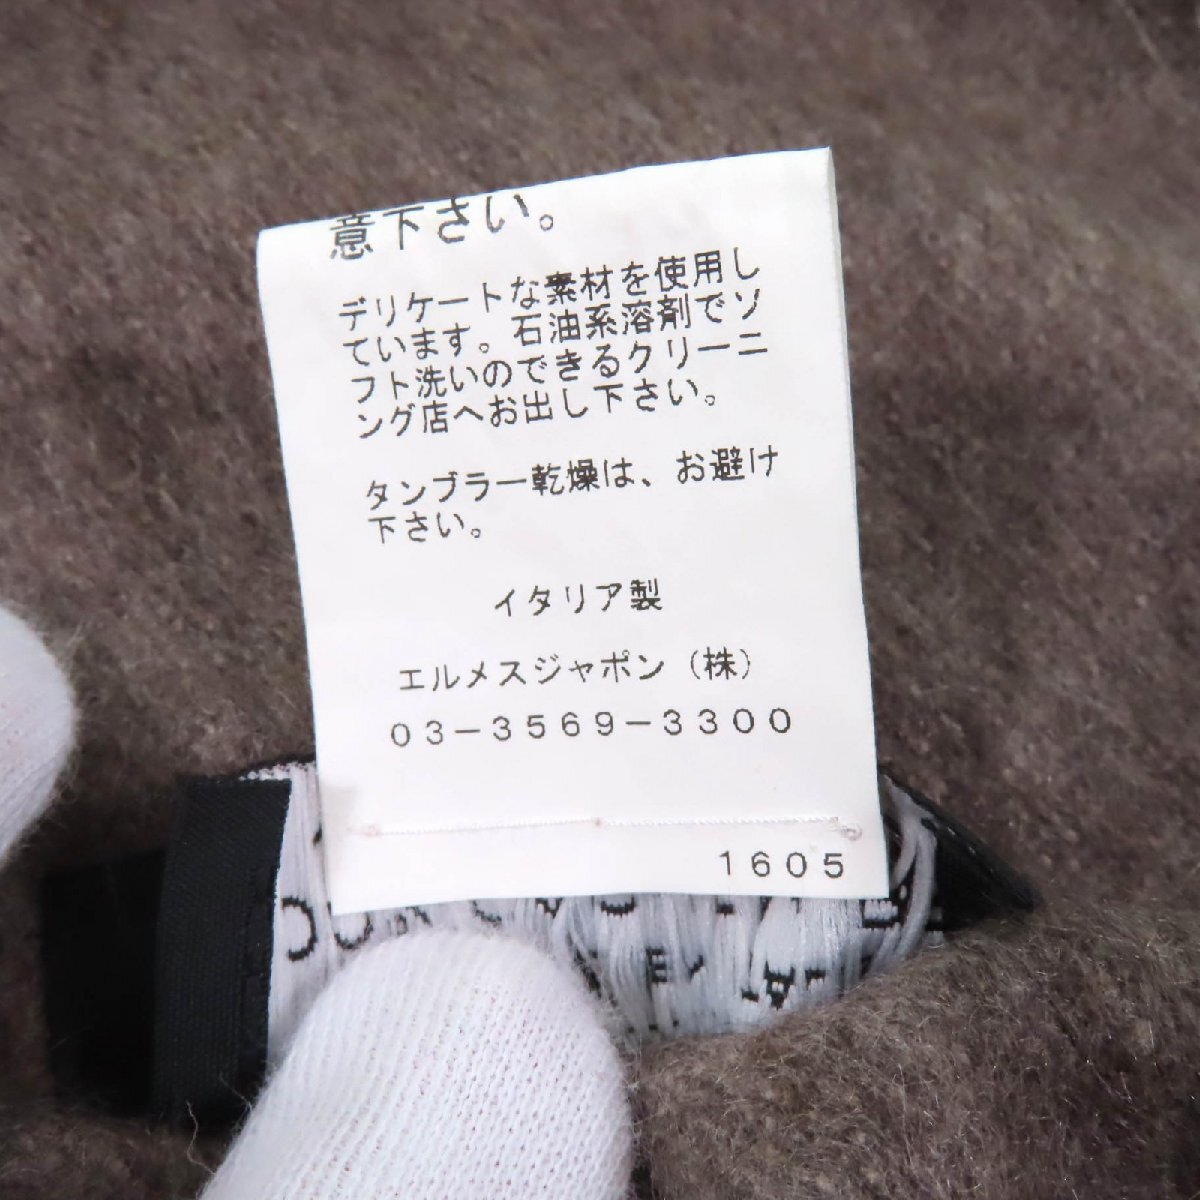 意下さい。
デリケートな素材を使用し
ています。石油系溶剤でソ
フト洗いのできるクリーニ
ング店へお出し下さい。
タンブラー乾燥は、お避け
下さい。
イタリア製
エルメスジャポン（株）
03-3569-3300
1605